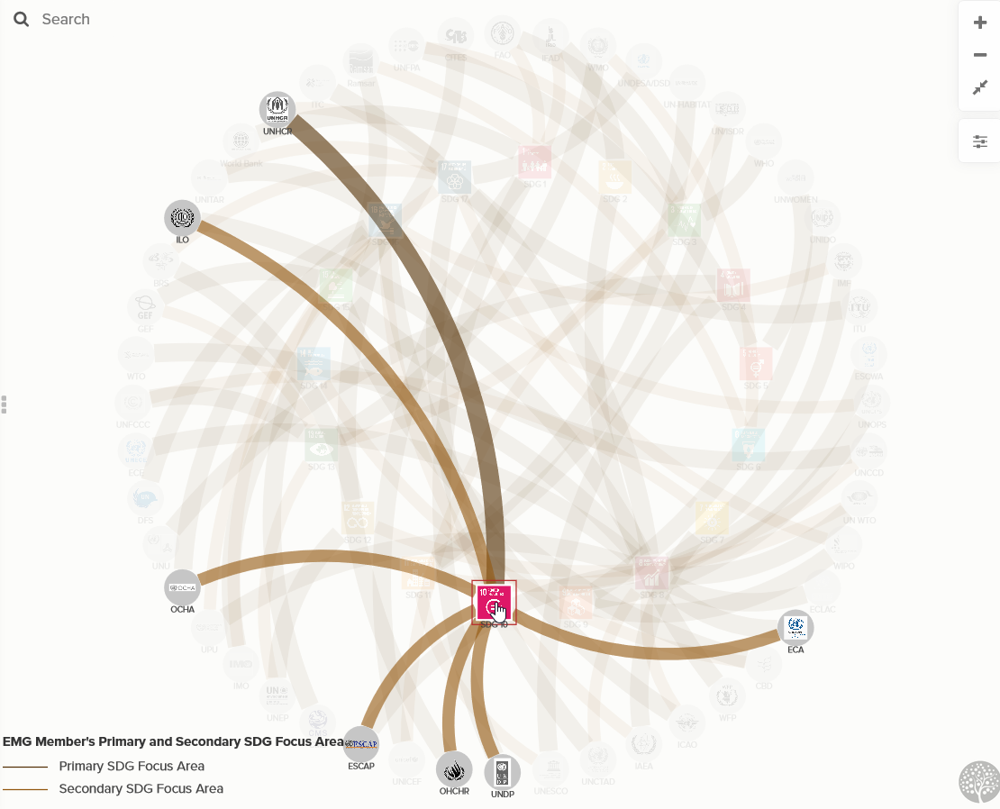 Search
CITES
FAO
IFAD
UNFPA
WMO
Ramsar
UNDESA/DSD
ITC
UN HABITAT
UNHCR
UNISDR
World Bank
WHO
SDG 17
SDG 1
SDG 2
UNITAR
UNWOMEN
ILO
SDG 3
UNIDO
BRS
IMF
GEF
SDG 4
ITU
WTO
SDG 14
SDG 5
ESCWA
UNFCCC
UNOPS
ECE
SDG 13
SDG 6
UNCCD
DFS
SDG 12
SDG 7
UN WTO
UNU
WIPO
OCHA
SDG 11
10
SDG 10
SDG 9
SDG 8
ECLAC
UPU
ECA
IMO
CBD
UNEP
WFP
CMS
ICAO
EMG Member's Primary and Secondary SDG Focus Area
ESCAP
Primary SDG Focus Area
UNICEF
OHCHR
UNDP
UNESCO
UNCTAD
IAEA
Secondary SDG Focus Area